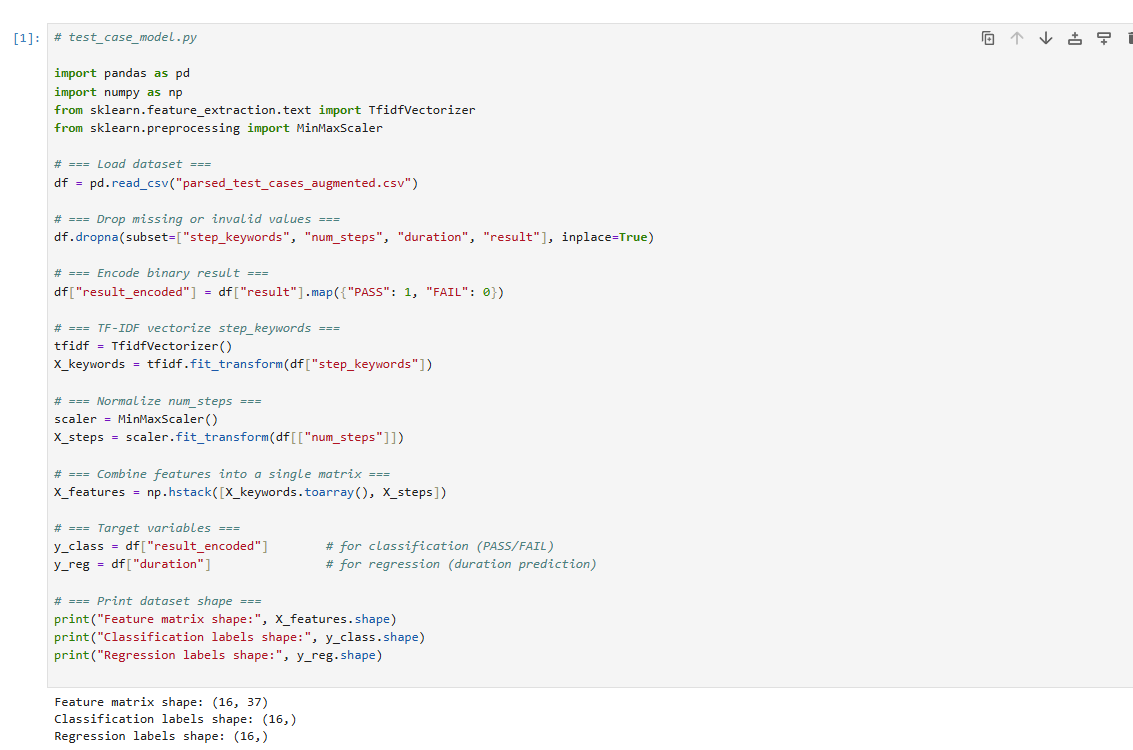 [1]: # test_case_model.py
import pandas as pd
import numpy as np
from sklearn.feature_extraction.text import TfidfVectorizer
from sklearn.preprocessing import MinMaxScaler
# === Load dataset ===
df = pd.read_csv("parsed_test_cases_augmented.csv")
# === Drop missing or invalid values ===
df.dropna(subset=["step_keywords", "num_steps", "duration", "result"], inplace=True)
# === Encode binary result ===
df["result_encoded"] = df["result"].map({"PASS": 1, "FAIL": 0})
# === TF-IDF vectorize step_keywords ===
tfidf = TfidfVectorizer()
X_keywords = tfidf.fit_transform(df["step_keywords"])
# === Normalize num_steps ===
scaler = MinMaxScaler()
X_steps = scaler.fit_transform(df[["num_steps"]])
# === Combine features into a single matrix ===
X_features = np.hstack([X_keywords.toarray(), X_steps])
# === Target variables ===
y_class = df["result_encoded"]        # for classification (PASS/FAIL)
y_reg = df["duration"]                # for regression (duration prediction)
# === Print dataset shape ===
print("Feature matrix shape:", X_features.shape)
print("Classification labels shape:", y_class.shape)
print("Regression labels shape:", y_reg.shape)
Feature matrix shape: (16, 37)
Classification labels shape: (16,)
Regression labels shape: (16,)